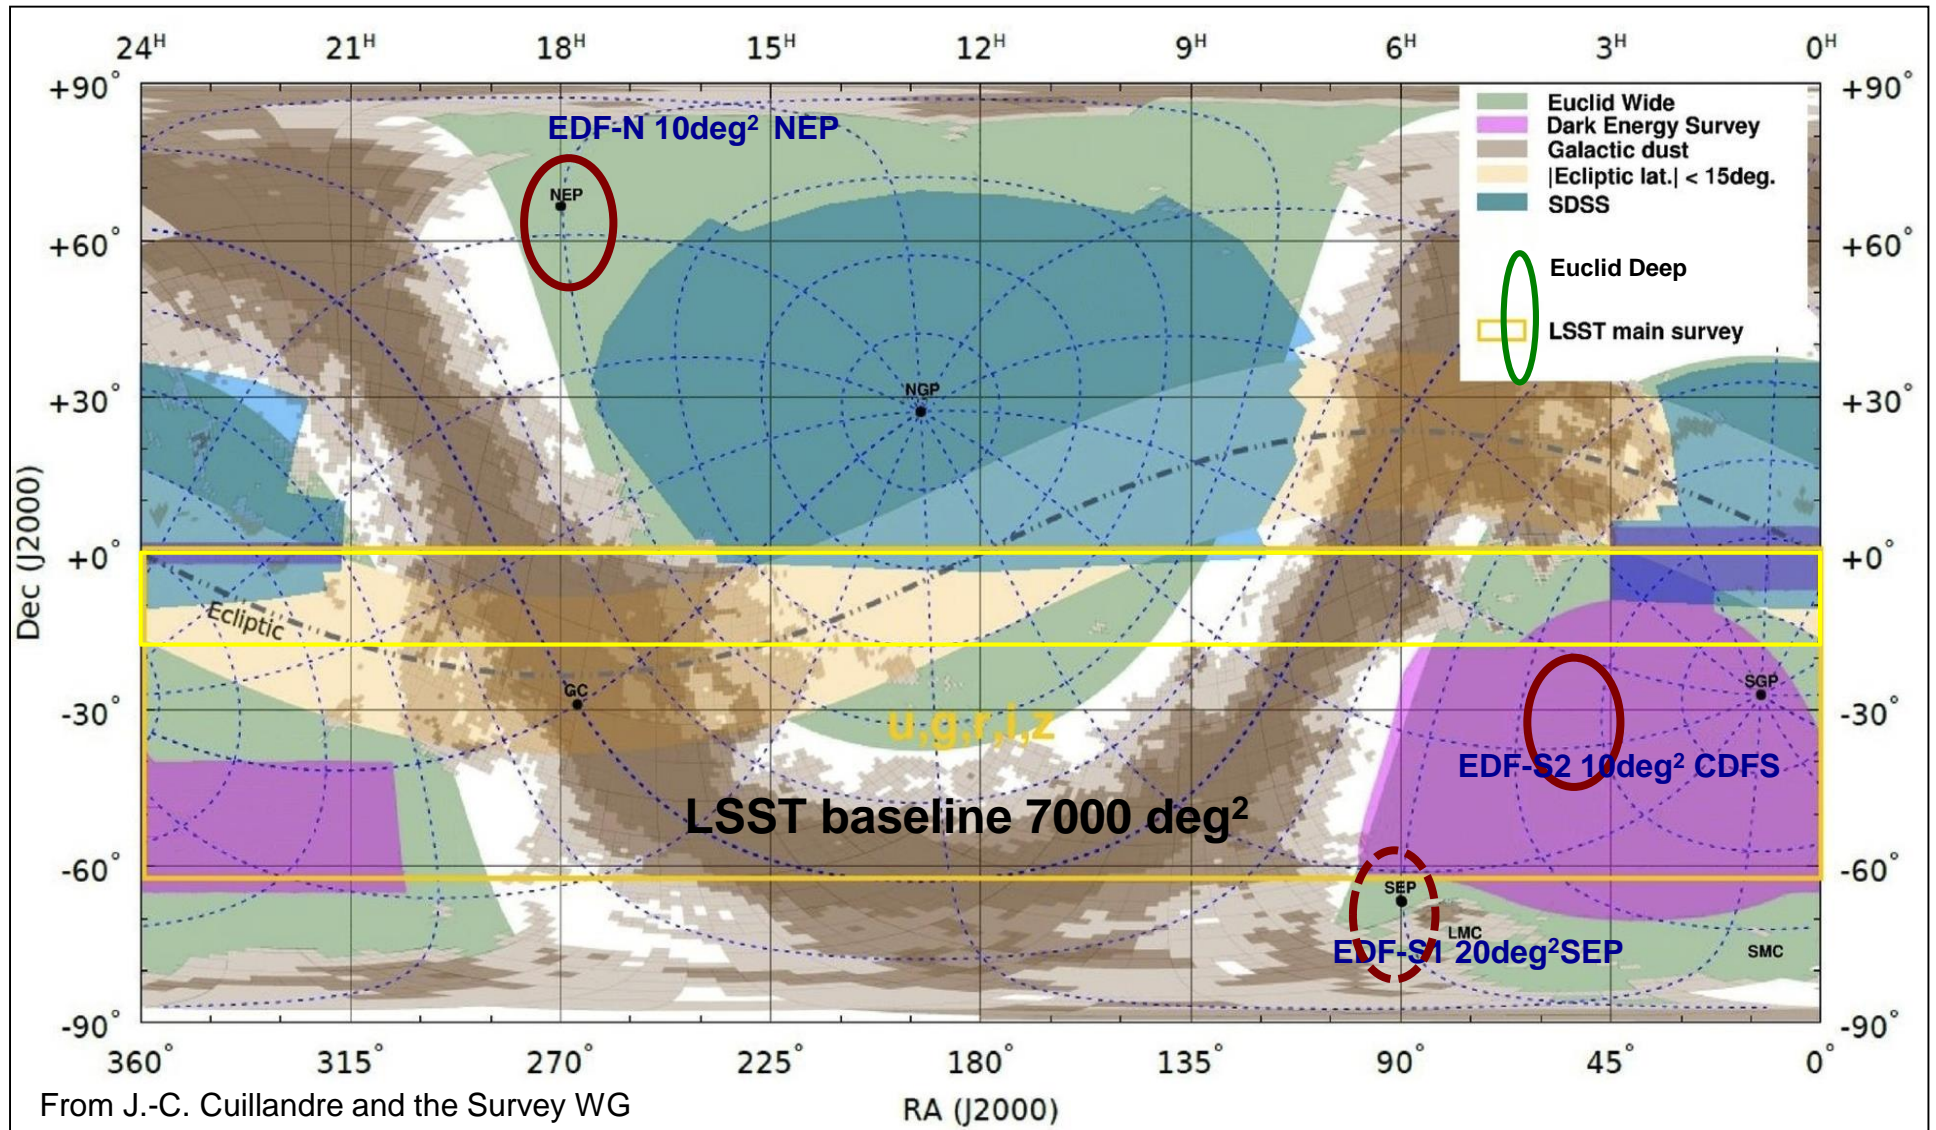 24ᴴ 21ᴴ 18ᴴ 15ᴴ 12ᴴ 9ᴴ 6ᴴ 3ᴴ 0ᴴ
+90° +90°
Euclid Wide
EDF-N 10deg² NEP
Dark Energy Survey
Galactic dust
|Ecliptic lat.| < 15deg.
NEP
SDSS
+60° +60°
Euclid Deep
LSST main survey
+30° NGP +30°
Dec (J2000)
+0° +0°
Ecliptic
GC SGP
-30° u,g,r,i,z -30°
EDF-S2 10deg² CDFS
LSST baseline 7000 deg²
-60° -60°
SEP
LMC
EDF-S1 20deg²SEP SMC
-90° -90°
360° 315° 270° 225° 180° 135° 90° 45° 0°
From J.-C. Cuillandre and the Survey WG RA (J2000)